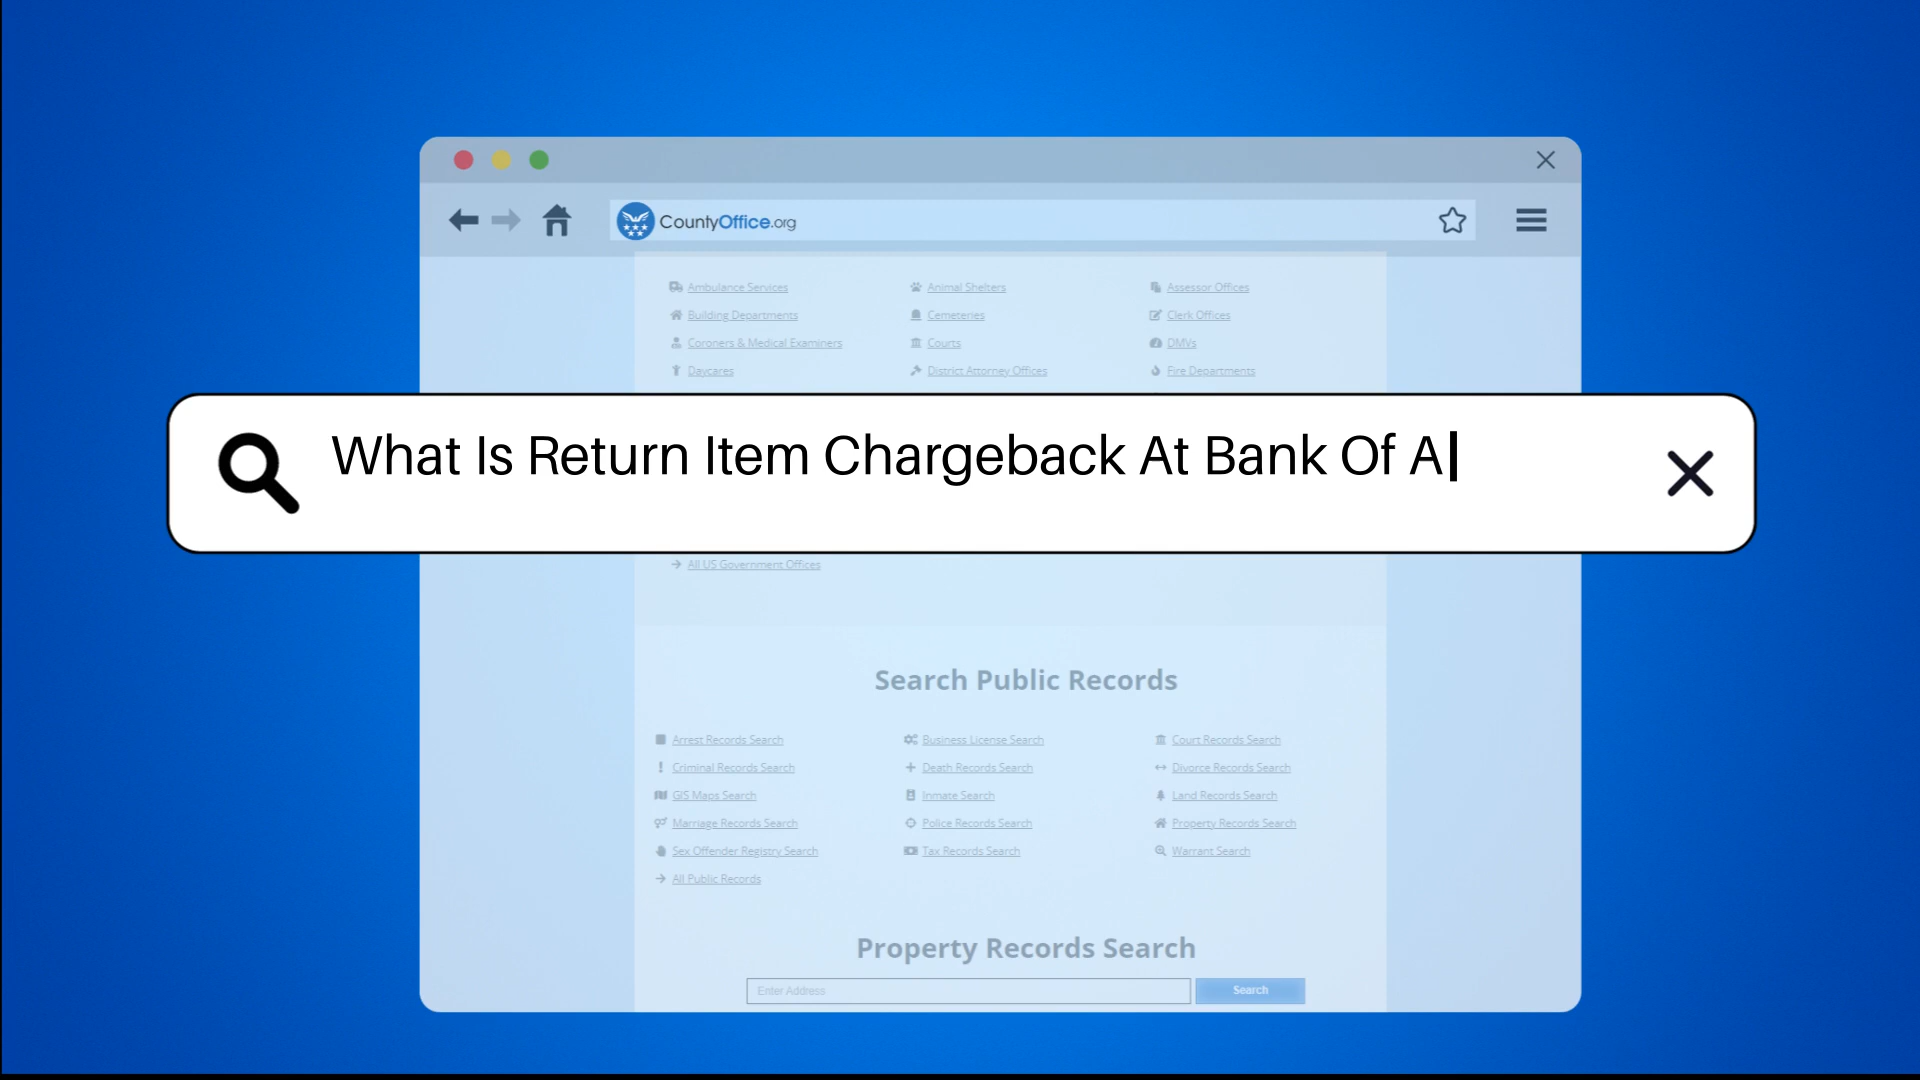 CountyOffice.org
Ambulance Services Animal Shelters Assessor Offices
Building Departments Cemeteries Clerk Offices
Coroners & Medical Examiners Courts DMVs
Daycares District Attorney Offices Fire Departments
What Is Return Item Chargeback At Bank Of A
All US Government Offices
Search Public Records
Arrest Records Search Business License Search Court Records Search
Criminal Records Search Death Records Search Divorce Records Search
GIS Maps Search Inmate Search Land Records Search
Marriage Records Search Police Records Search Property Records Search
Sex Offender Registry Search Tax Records Search Warrant Search
All Public Records
Property Records Search
Enter Address Search